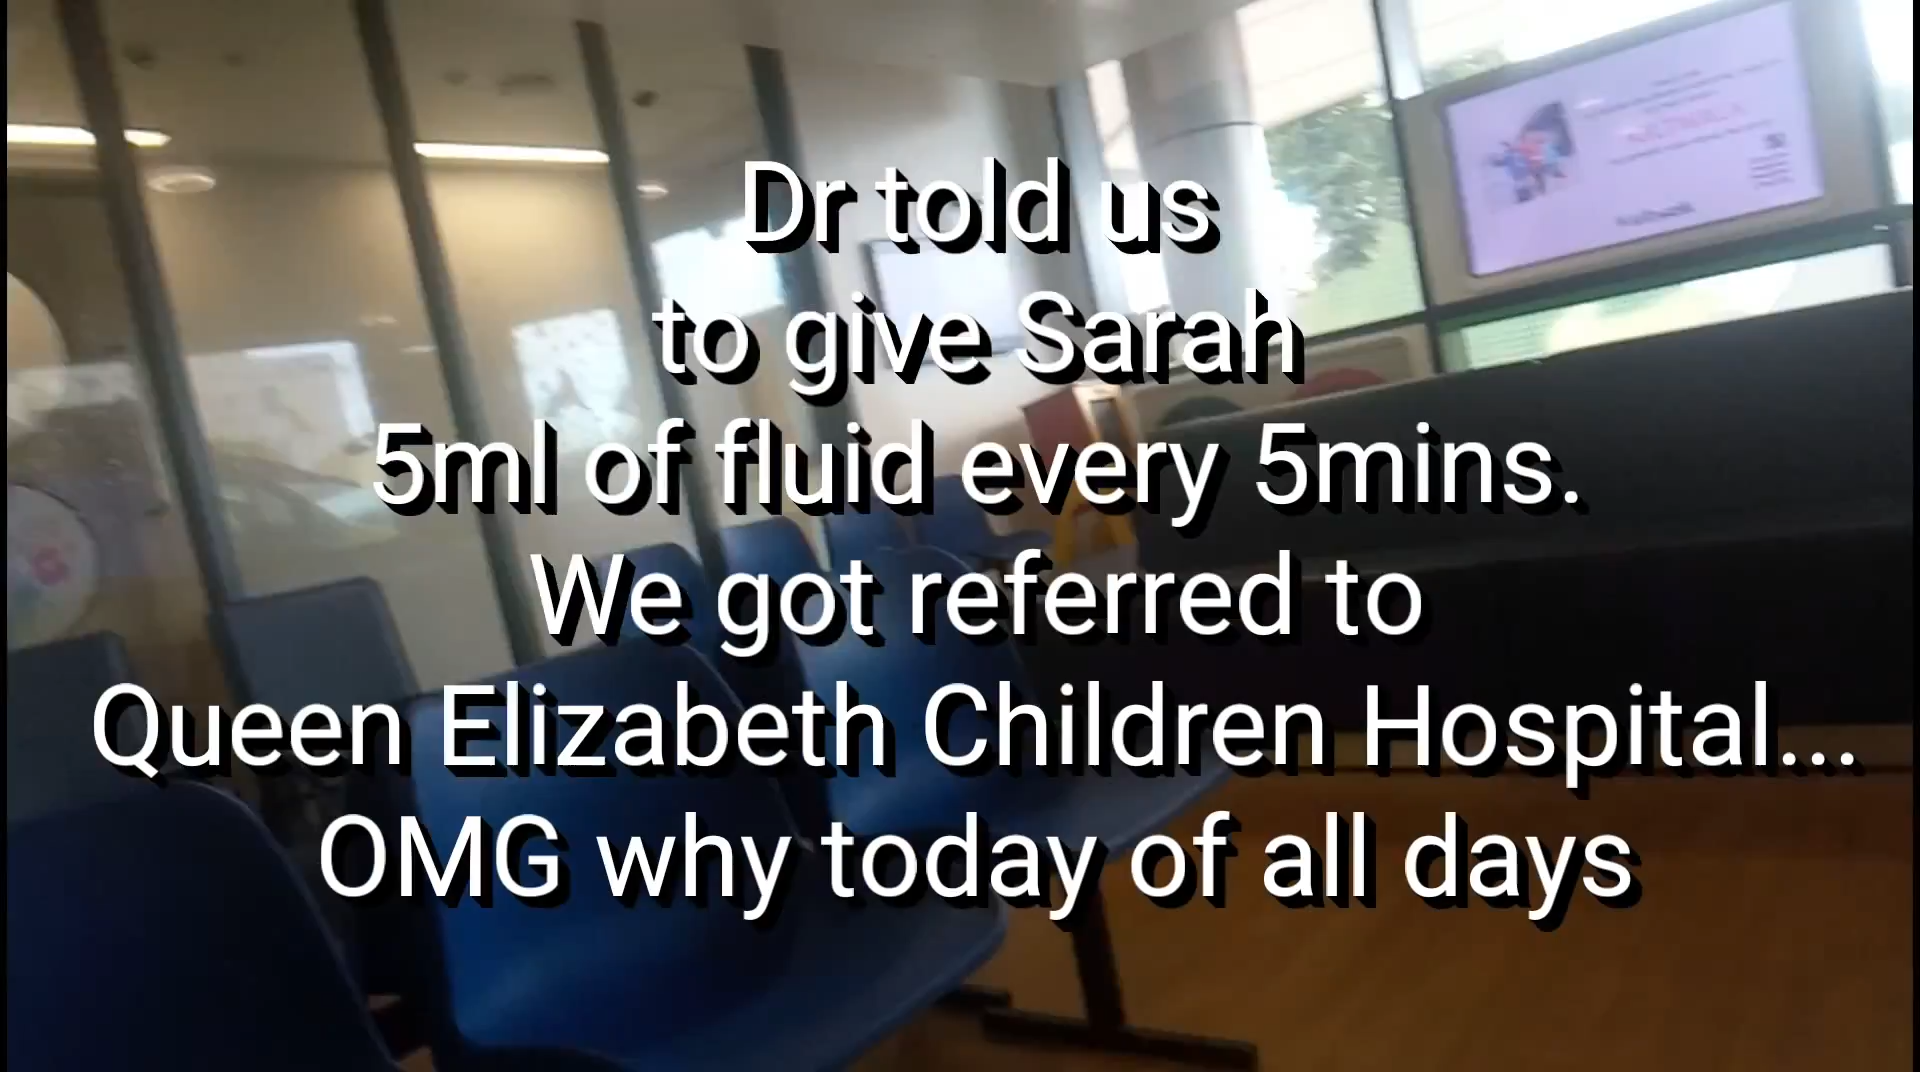 Dr told us
to give Sarah
5ml of fluid every 5mins.
We got referred to
Queen Elizabeth Children Hospital...
OMG why today of all days